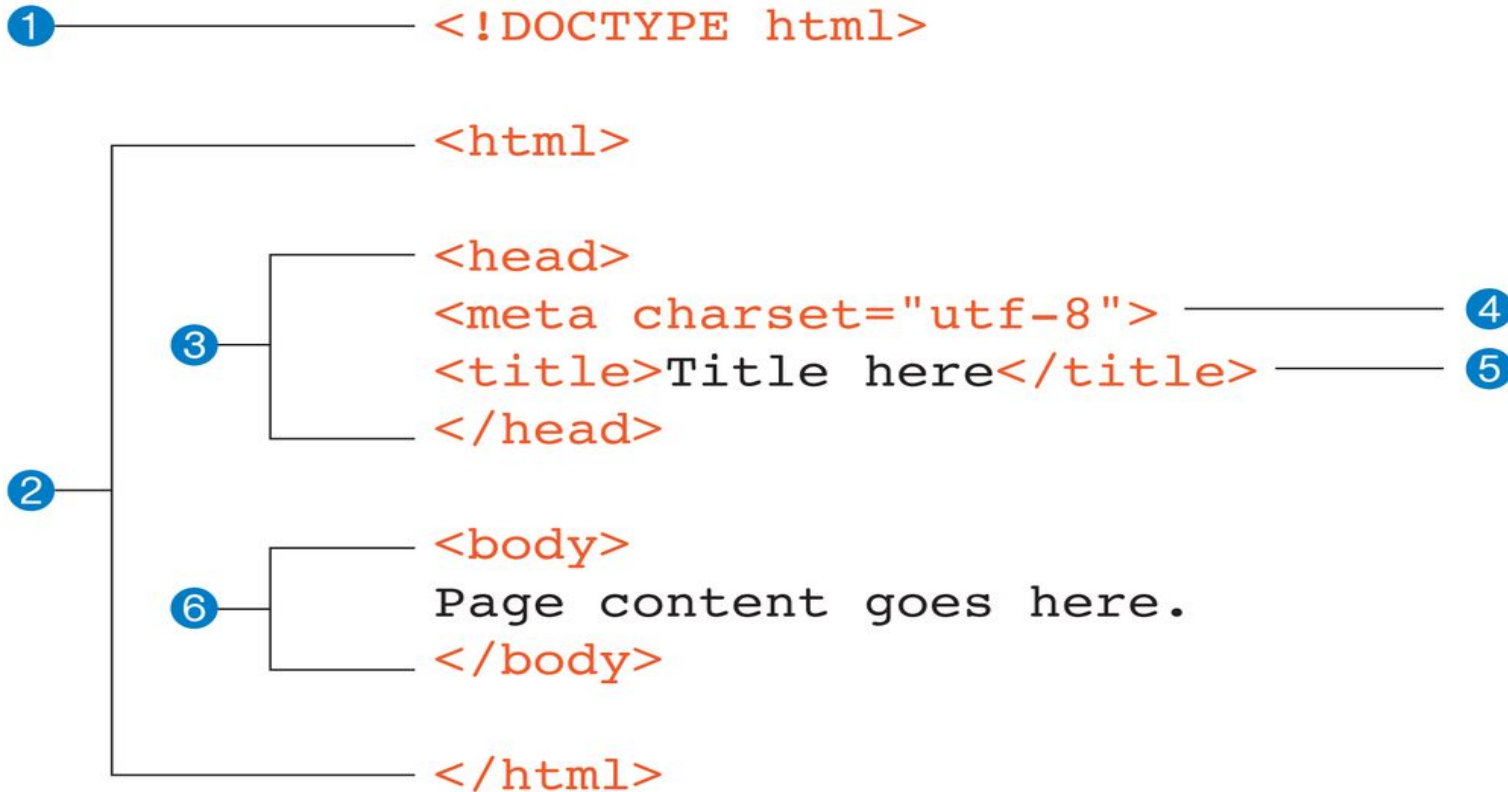 1 <!DOCTYPE html>
<html>
<head>
<meta charset="utf-8"> 4
3
<title>Title here</title> 5
</head>
2
<body>
6 Page content goes here.
</body>
</html>